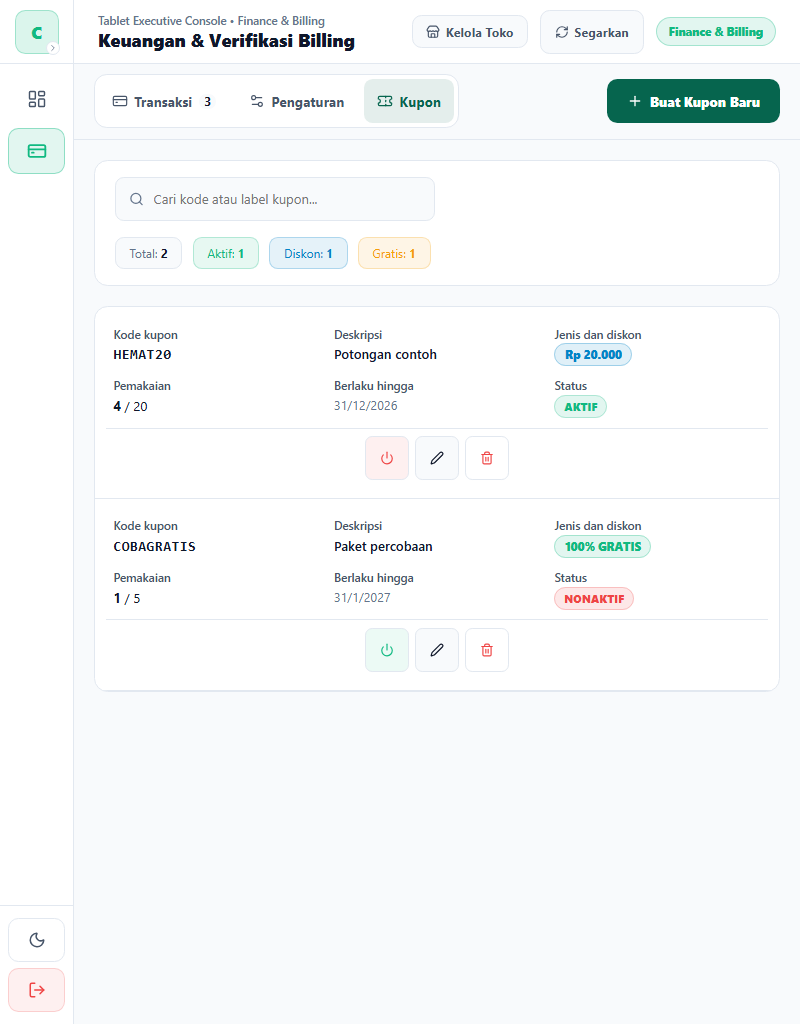 C
Tablet Executive Console • Finance & Billing
Keuangan & Verifikasi Billing
Kelola Toko
Segarkan
Finance & Billing
Transaksi 3
Pengaturan
Kupon
Buat Kupon Baru
Cari kode atau label kupon...
Total: 2
Aktif: 1
Diskon: 1
Gratis: 1
Kode kupon
HEMAT20
Deskripsi
Potongan contoh
Jenis dan diskon
Rp 20.000
Pemakaian
4 / 20
Berlaku hingga
31/12/2026
Status
AKTIF
Kode kupon
COBAGRATIS
Deskripsi
Paket percobaan
Jenis dan diskon
100% GRATIS
Pemakaian
1 / 5
Berlaku hingga
31/1/2027
Status
NONAKTIF